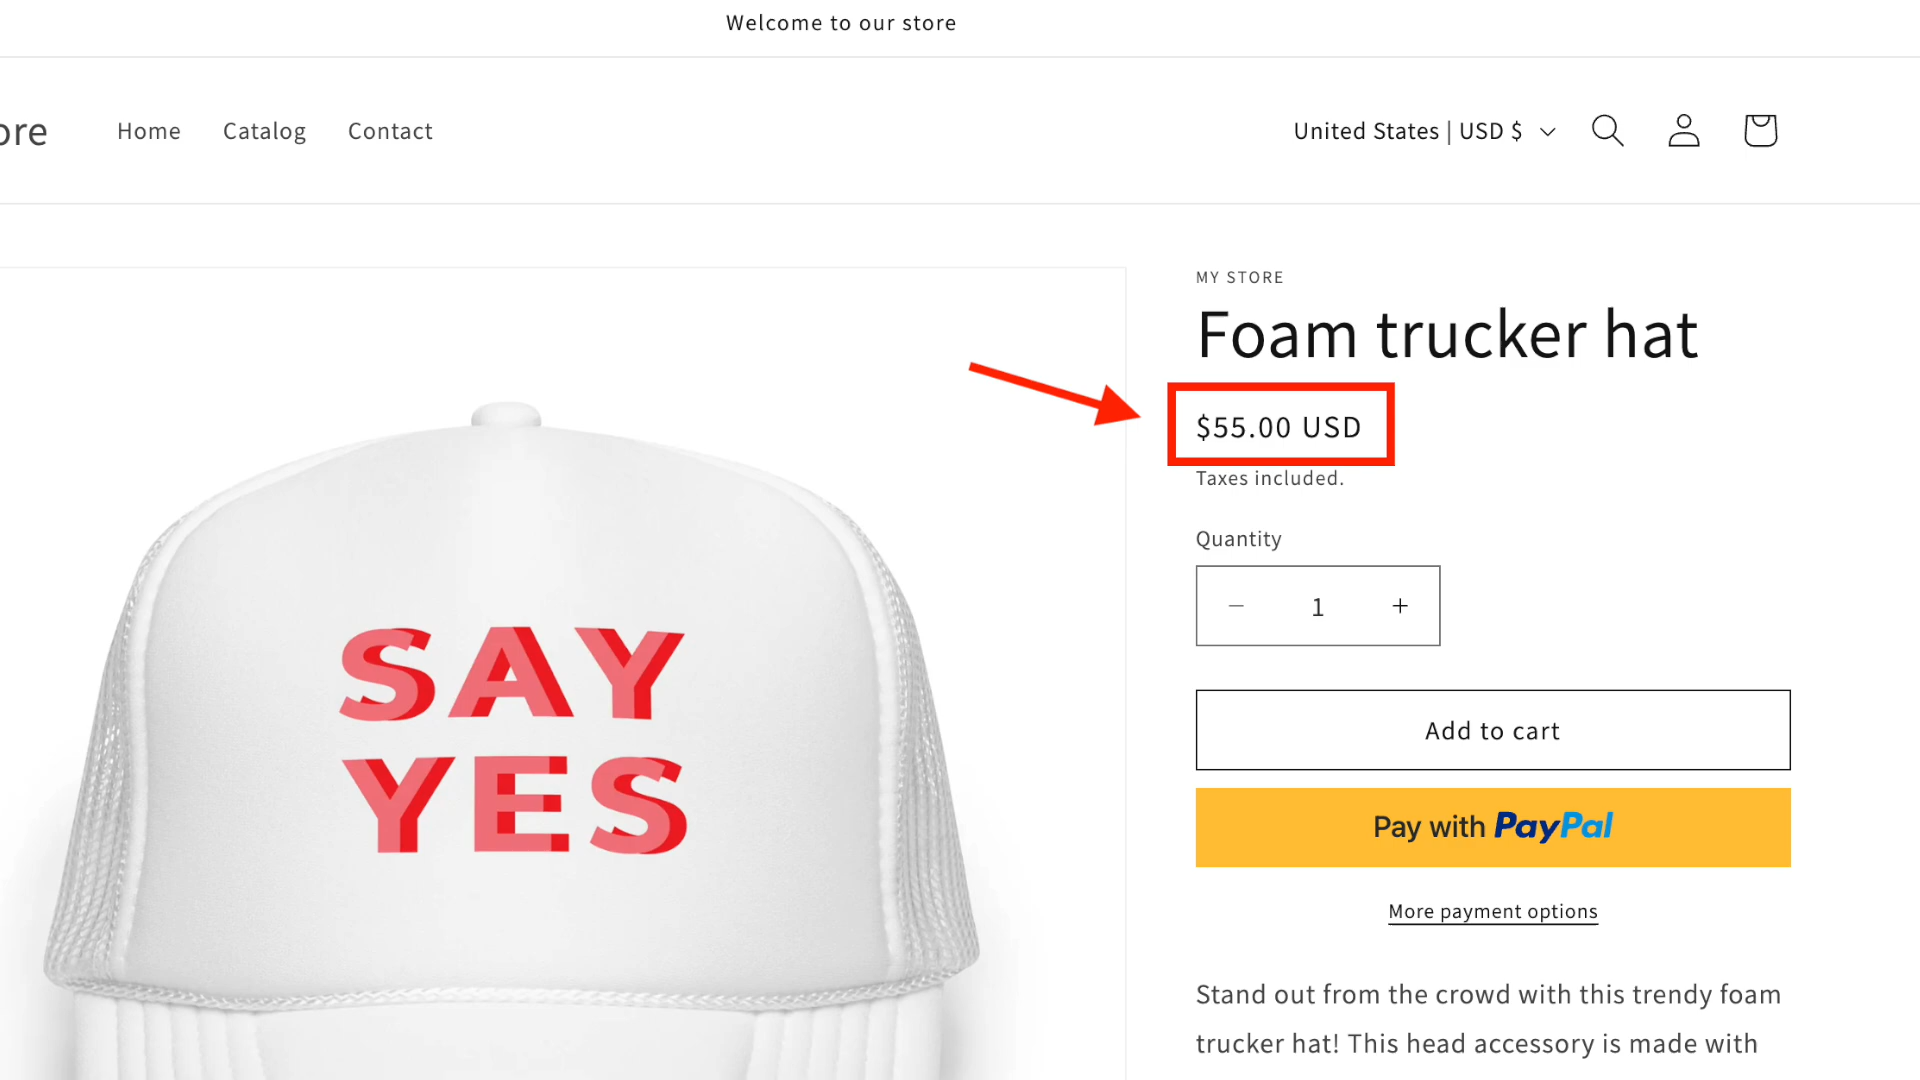 Welcome to our store
Home Catalog Contact
United States | USD $
MY STORE
Foam trucker hat
$55.00 USD
Taxes included.
Quantity
− 1 +
Add to cart
Pay with PayPal
More payment options
Stand out from the crowd with this trendy foam
trucker hat! This head accessory is made with
SAY
YES